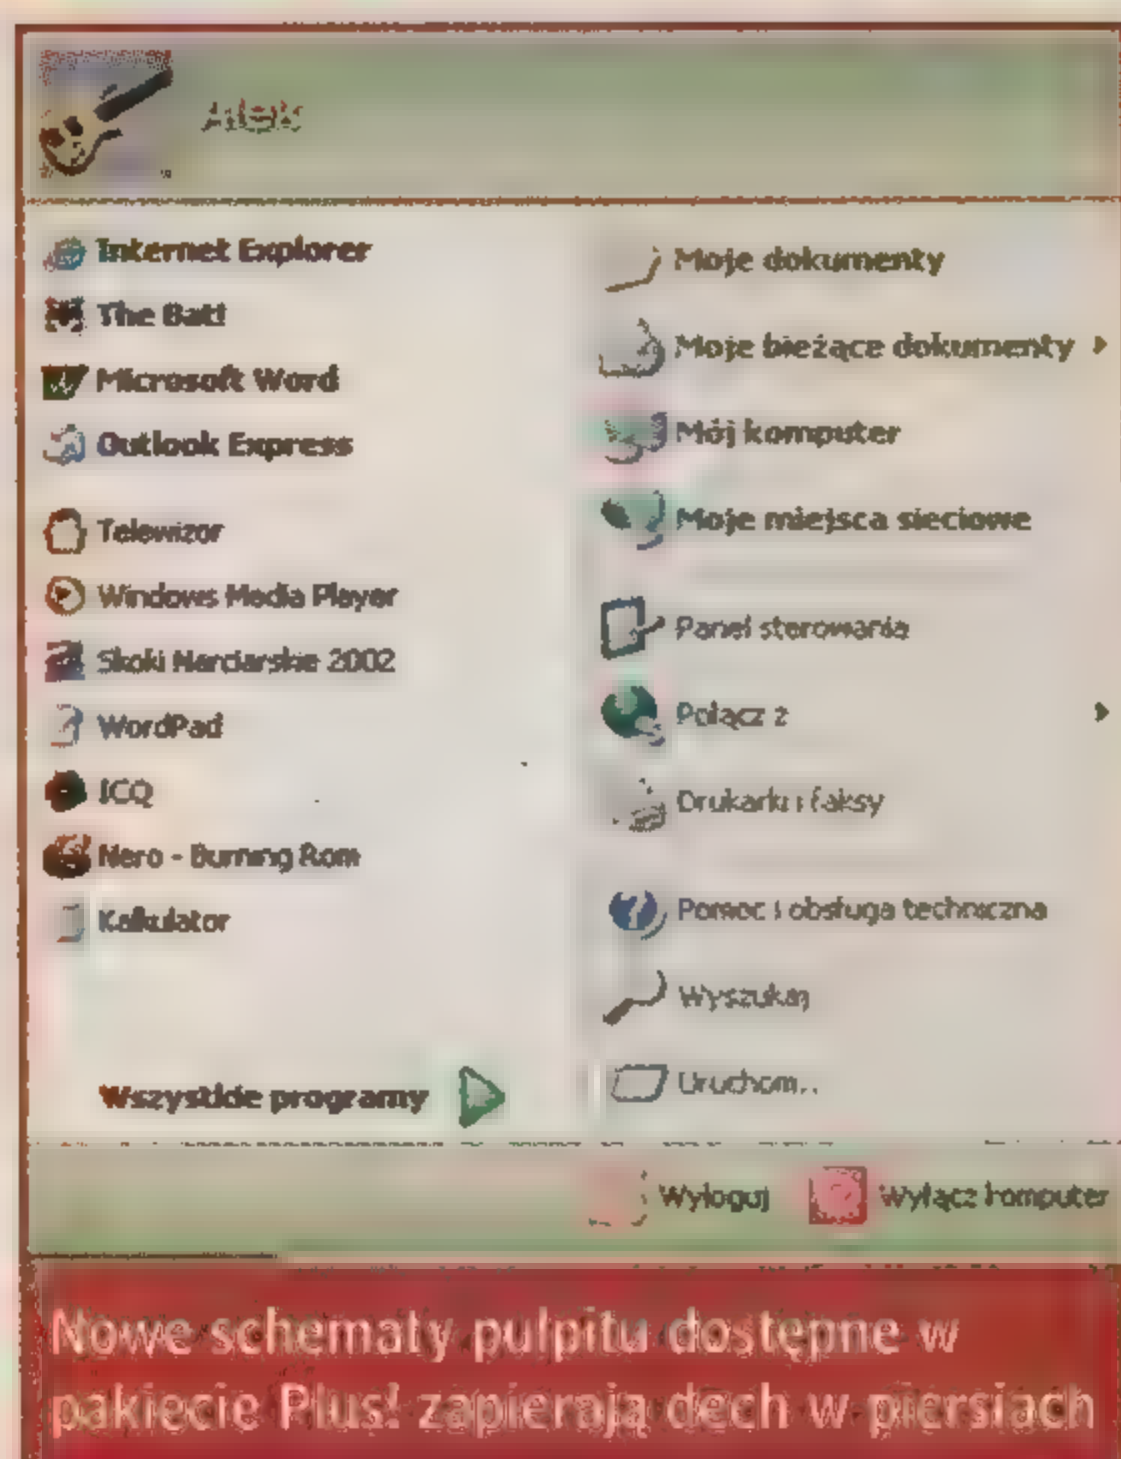 Alek
Internet Explorer
The Bat!
Microsoft Word
Outlook Express
Telewizor
Windows Media Player
Skoki Narciarskie 2002
WordPad
ICQ
Nero - Burning Rom
Kalkulator
Wszystkie programy
Moje dokumenty
Moje bieżące dokumenty
Mój komputer
Moje miejsca sieciowe
Panel sterowania
Połącz z
Drukarki i faksy
Pomoc i obsługa techniczna
Wyszukaj
Uruchom...
Wyloguj
Wyłącz komputer
Nowe schematy pulpitu dostępne w
pakiecie Plus! zapierają dech w piersiach